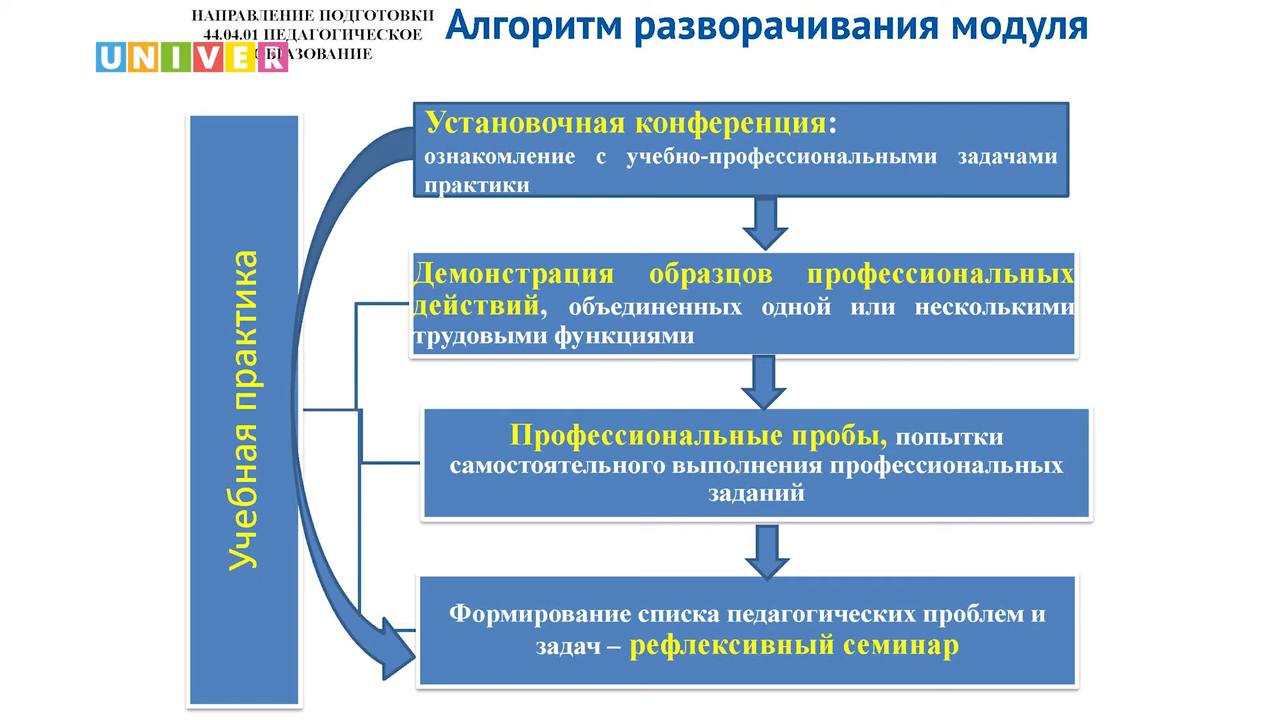 НАПРАВЛЕНИЕ ПОДГОТОВКИ
44.04.01 ПЕДАГОГИЧЕСКОЕ
ОБРАЗОВАНИЕ
UNIVER
Алгоритм разворачивания модуля
Учебная практика
Установочная конференция:
ознакомление с учебно-профессиональными задачами
практики
Демонстрация образцов профессиональных
действий, объединенных одной или несколькими
трудовыми функциями
Профессиональные пробы, попытки
самостоятельного выполнения профессиональных
заданий
Формирование списка педагогических проблем и
задач – рефлексивный семинар